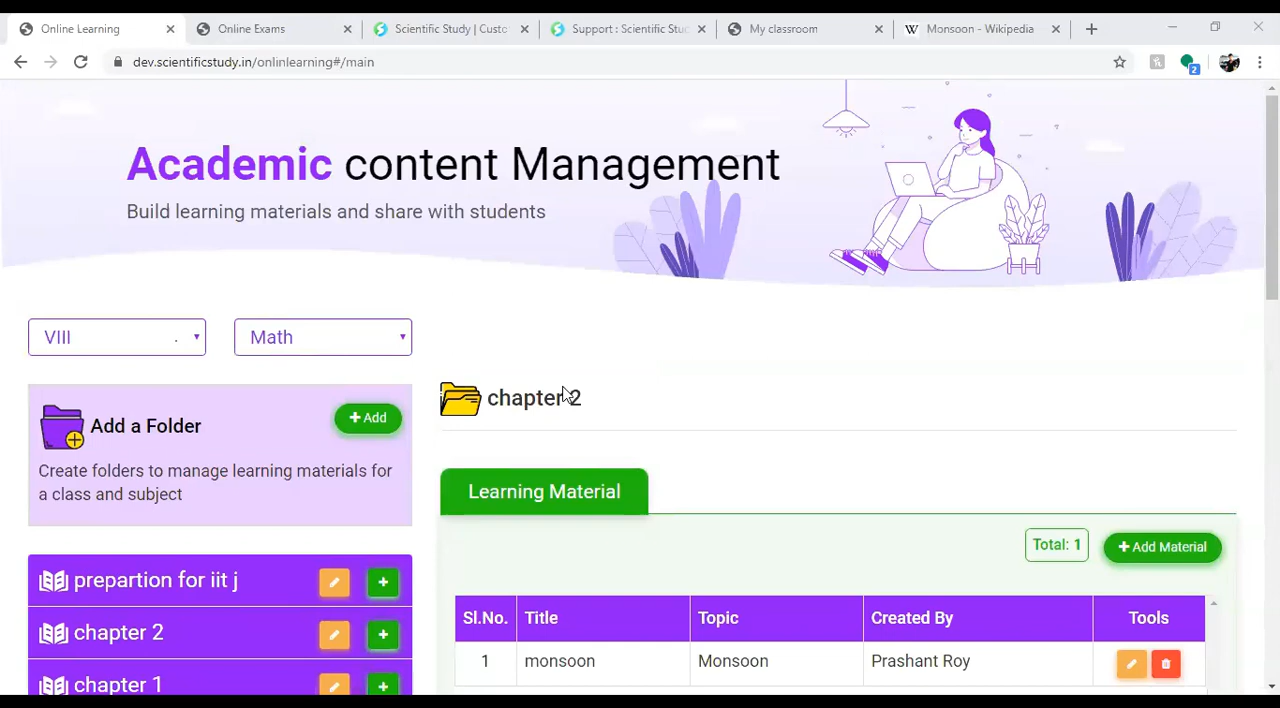 Online Learning
Online Exams
Scientific Study | Custo
Support : Scientific Stud
My classroom
Monsoon - Wikipedia
dev.scientificstudy.in/onlinlearning#/main
2
Academic content Management
Build learning materials and share with students
VIII .
Math
Add a Folder
+ Add
Create folders to manage learning materials for
a class and subject
chapter 2
Learning Material
Total: 1
+ Add Material
prepartion for iit j
chapter 2
chapter 1
Sl.No. Title Topic Created By Tools
1 monsoon Monsoon Prashant Roy